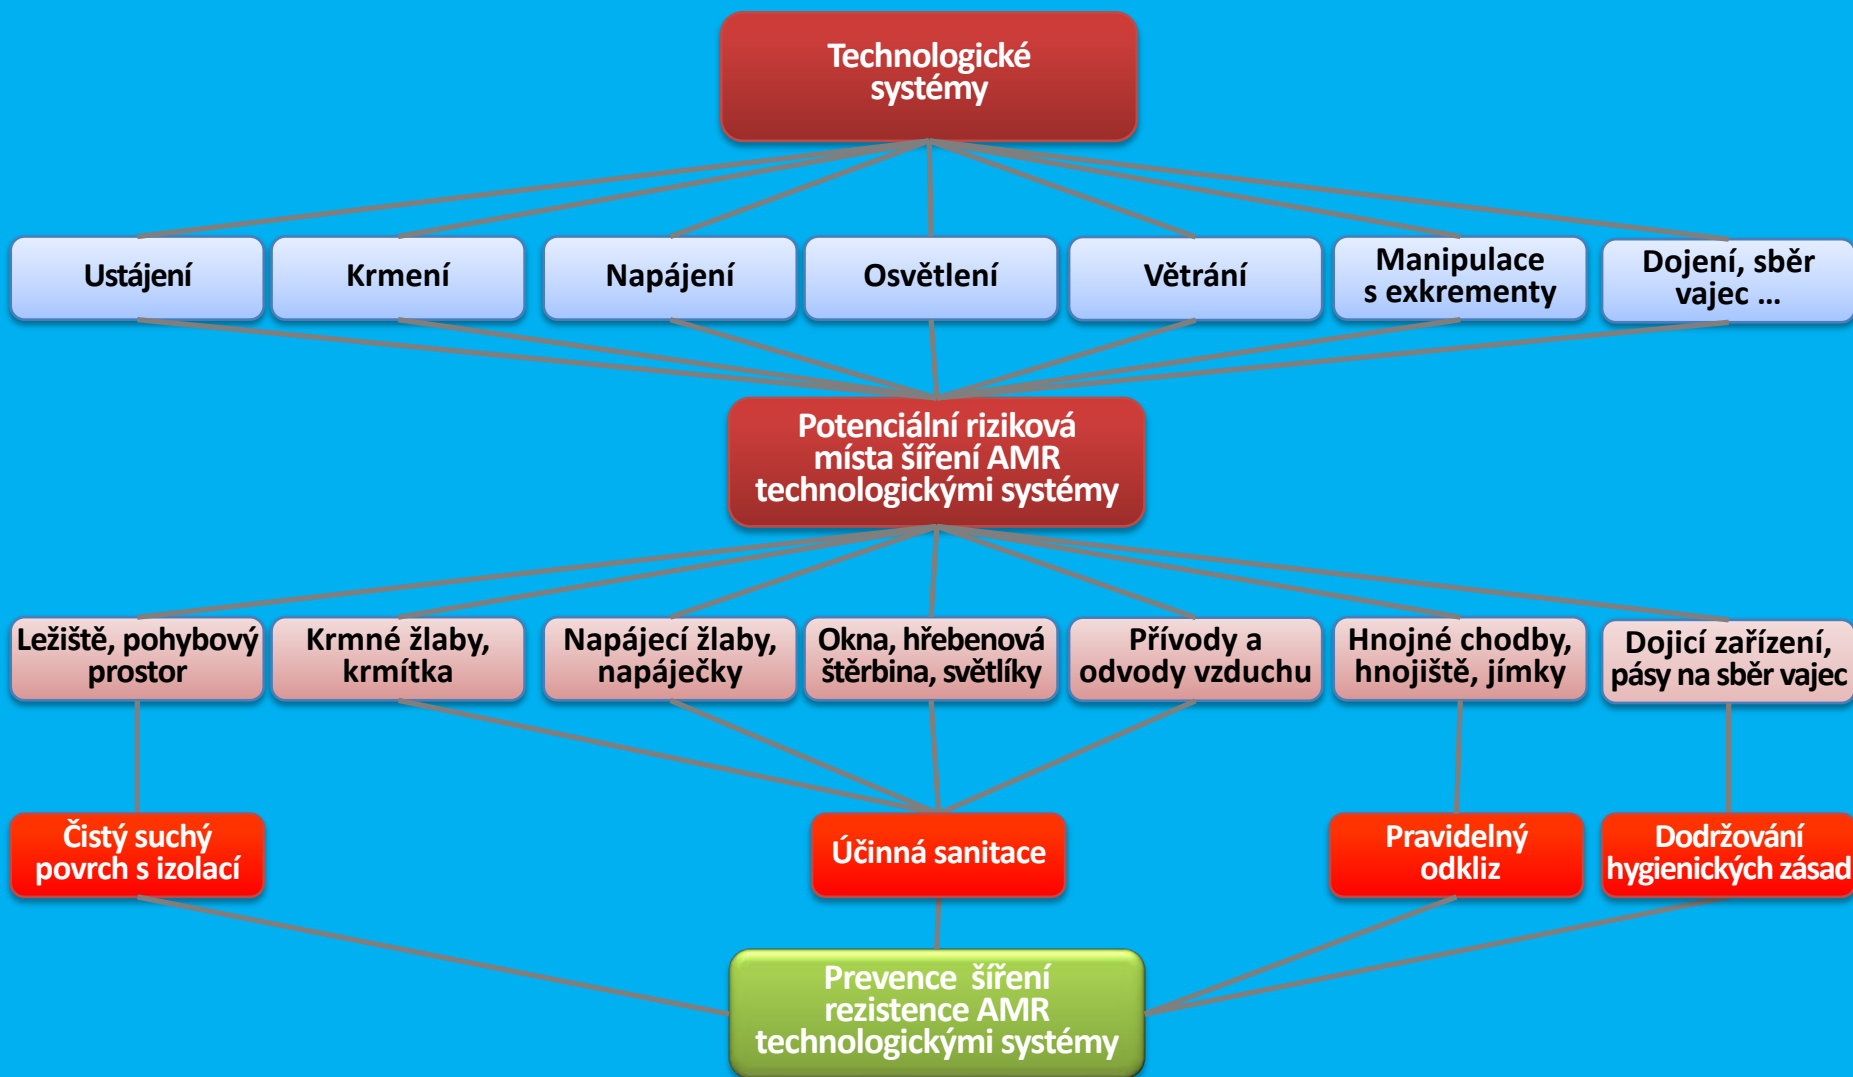 Technologické
systémy
Ustájení
Krmení
Napájení
Osvětlení
Větrání
Manipulace
s exkrementy
Dojení, sběr
vajec ...
Potenciální riziková
místa šíření AMR
technologickými systémy
Ležiště, pohybový
prostor
Krmné žlaby,
krmítka
Napájecí žlaby,
napáječky
Okna, hřebenová
štěrbina, světlíky
Přívody a
odvody vzduchu
Hnojné chodby,
hnojiště, jímky
Dojicí zařízení,
pásy na sběr vajec
Čistý suchý
povrch s izolací
Účinná sanitace
Pravidelný
odkliz
Dodržování
hygienických zásad
Prevence šíření
rezistence AMR
technologickými systémy